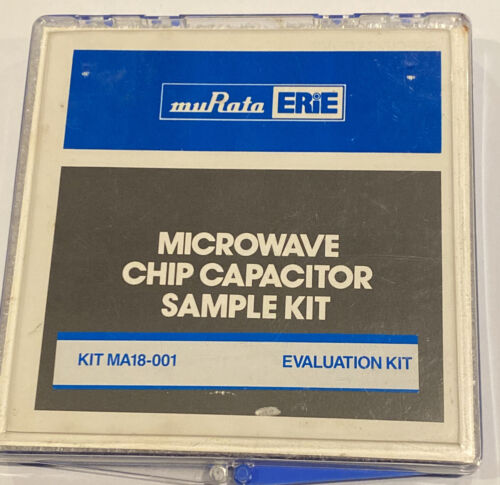 muRata ERiE
MICROWAVE
CHIP CAPACITOR
SAMPLE KIT
KIT MA18-001 EVALUATION KIT